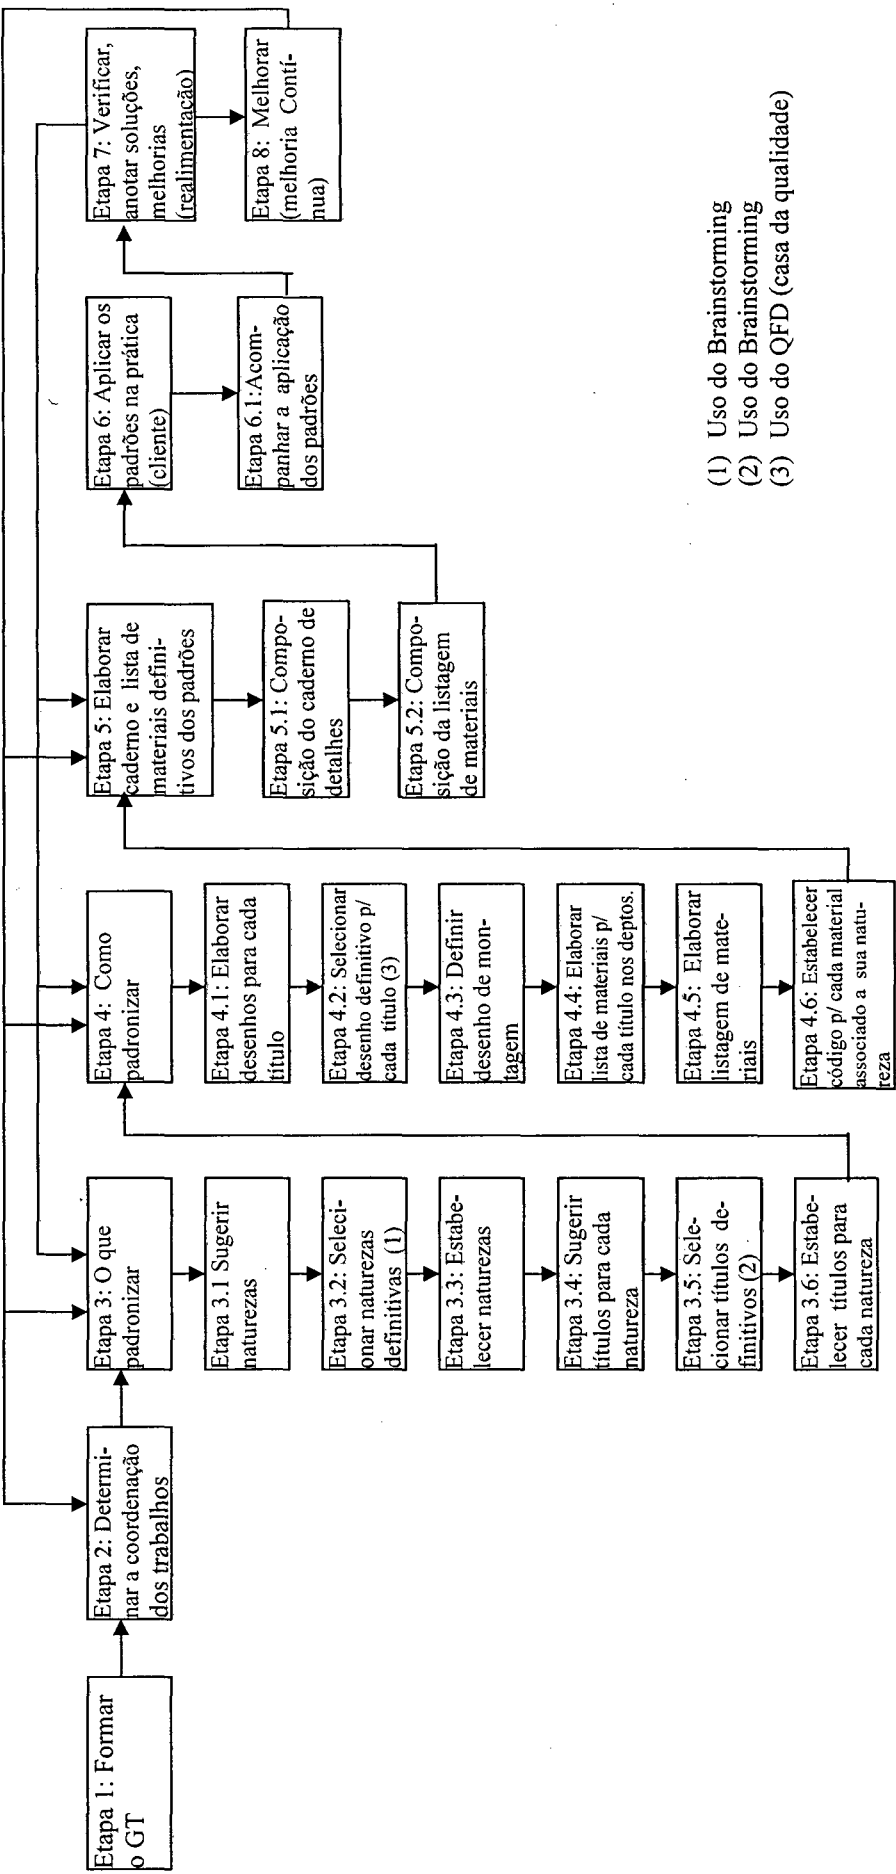 Etapa 1: Formar
o GT
Etapa 2: Determi-
nar a coordenação
dos trabalhos
Etapa 3: O que
padronizar
Etapa 3.1 Sugerir
naturezas
Etapa 3.2: Seleci-
onar naturezas
definitivas (1)
Etapa 3.3: Estabe-
lecer naturezas
Etapa 3.4: Sugerir
títulos para cada
natureza
Etapa 3.5: Sele-
cionar títulos de-
finitivos (2)
Etapa 3.6: Estabe-
lecer títulos para
cada natureza
Etapa 4: Como
padronizar
Etapa 4.1: Elaborar
desenhos para cada
título
Etapa 4.2: Selecionar
desenho definitivo p/
cada título (3)
Etapa 4.3: Definir
desenho de mon-
tagem
Etapa 4.4: Elaborar
lista de materiais p/
cada título nos deptos.
Etapa 4.5: Elaborar
listagem de mate-
riais
Etapa 4.6: Estabelecer
código p/ cada material
associado a sua natu-
reza
Etapa 5: Elaborar
caderno e lista de
materiais defini-
tivos dos padrões
Etapa 5.1: Compo-
sição do caderno de
detalhes
Etapa 5.2: Compo-
sição da listagem
de materiais
Etapa 6: Aplicar os
padrões na prática
(cliente)
Etapa 6.1:Acom-
panhar a aplicação
dos padrões
Etapa 7: Verificar,
anotar soluções,
melhorias
(realimentação)
Etapa 8: Melhorar
(melhoria Contí-
nua)
(1) Uso do Brainstorming
(2) Uso do Brainstorming
(3) Uso do QFD (casa da qualidade)